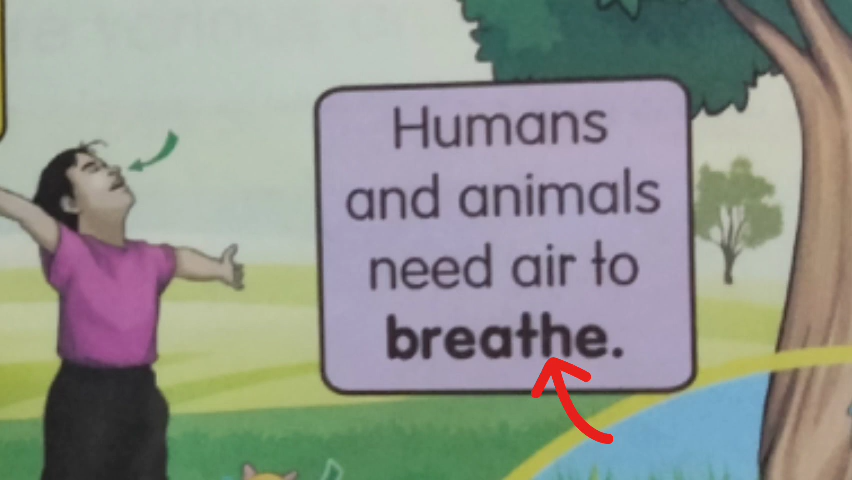 Humans
and animals
need air to
breathe.